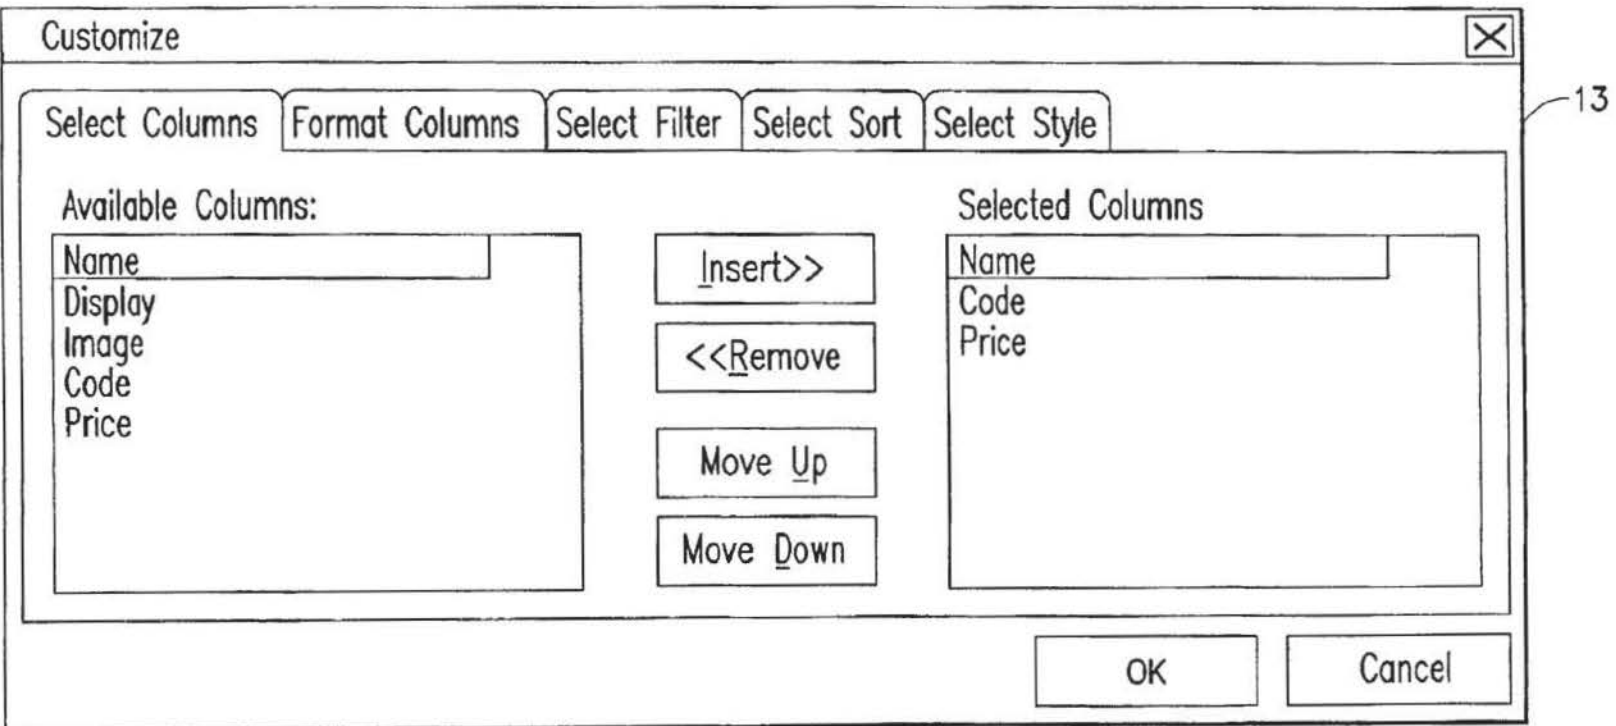 Customize
13
Select Columns Format Columns Select Filter Select Sort Select Style
Available Columns:
Name
Display
Image
Code
Price
Insert>>
<<Remove
Move Up
Move Down
Selected Columns
Name
Code
Price
OK
Cancel